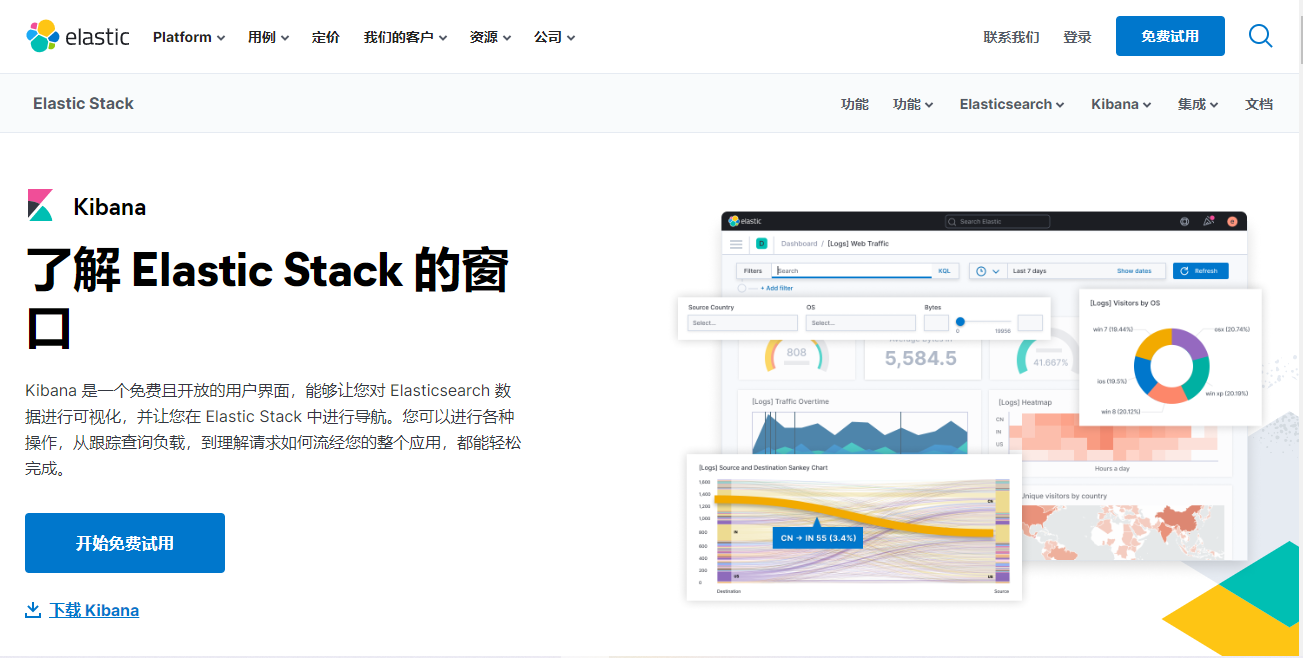 elastic
Platform 用例 定价 我们的客户 资源 公司
联系我们 登录 免费试用
Elastic Stack
功能 功能 Elasticsearch Kibana 集成 文档
Kibana
了解 Elastic Stack 的窗
口
Kibana 是一个免费且开放的用户界面，能够让您对 Elasticsearch 数
据进行可视化，并让您在 Elastic Stack 中进行导航。您可以进行各种
操作，从跟踪查询负载，到理解请求如何流经您的整个应用，都能轻松
完成。
开始免费试用
下载 Kibana
elastic
Search Elastic
D Dashboard / [Logs] Web Traffic
Filters Search KQL Last 7 days Show dates Refresh
+ Add filter
Source Country OS Bytes
Select... Select... 0 19956
[Logs] Visitors by OS
win 7 (19.44%) osx (20.74%)
ios (19.5%)
win xp (20.19%)
win 8 (20.12%)
808
Average Bytes in
5,584.5
41.667%
[Logs] Traffic Overtime
[Logs] Heatmap
CN
IN
US
Hours a day
[Logs] Source and Destination Sankey Chart
1,600
1,400
1,200
1,000
800
600
400
200
0
CN
IN
US
US
CN → IN 55 (3.4%)
Destination Source
Unique visitors by country